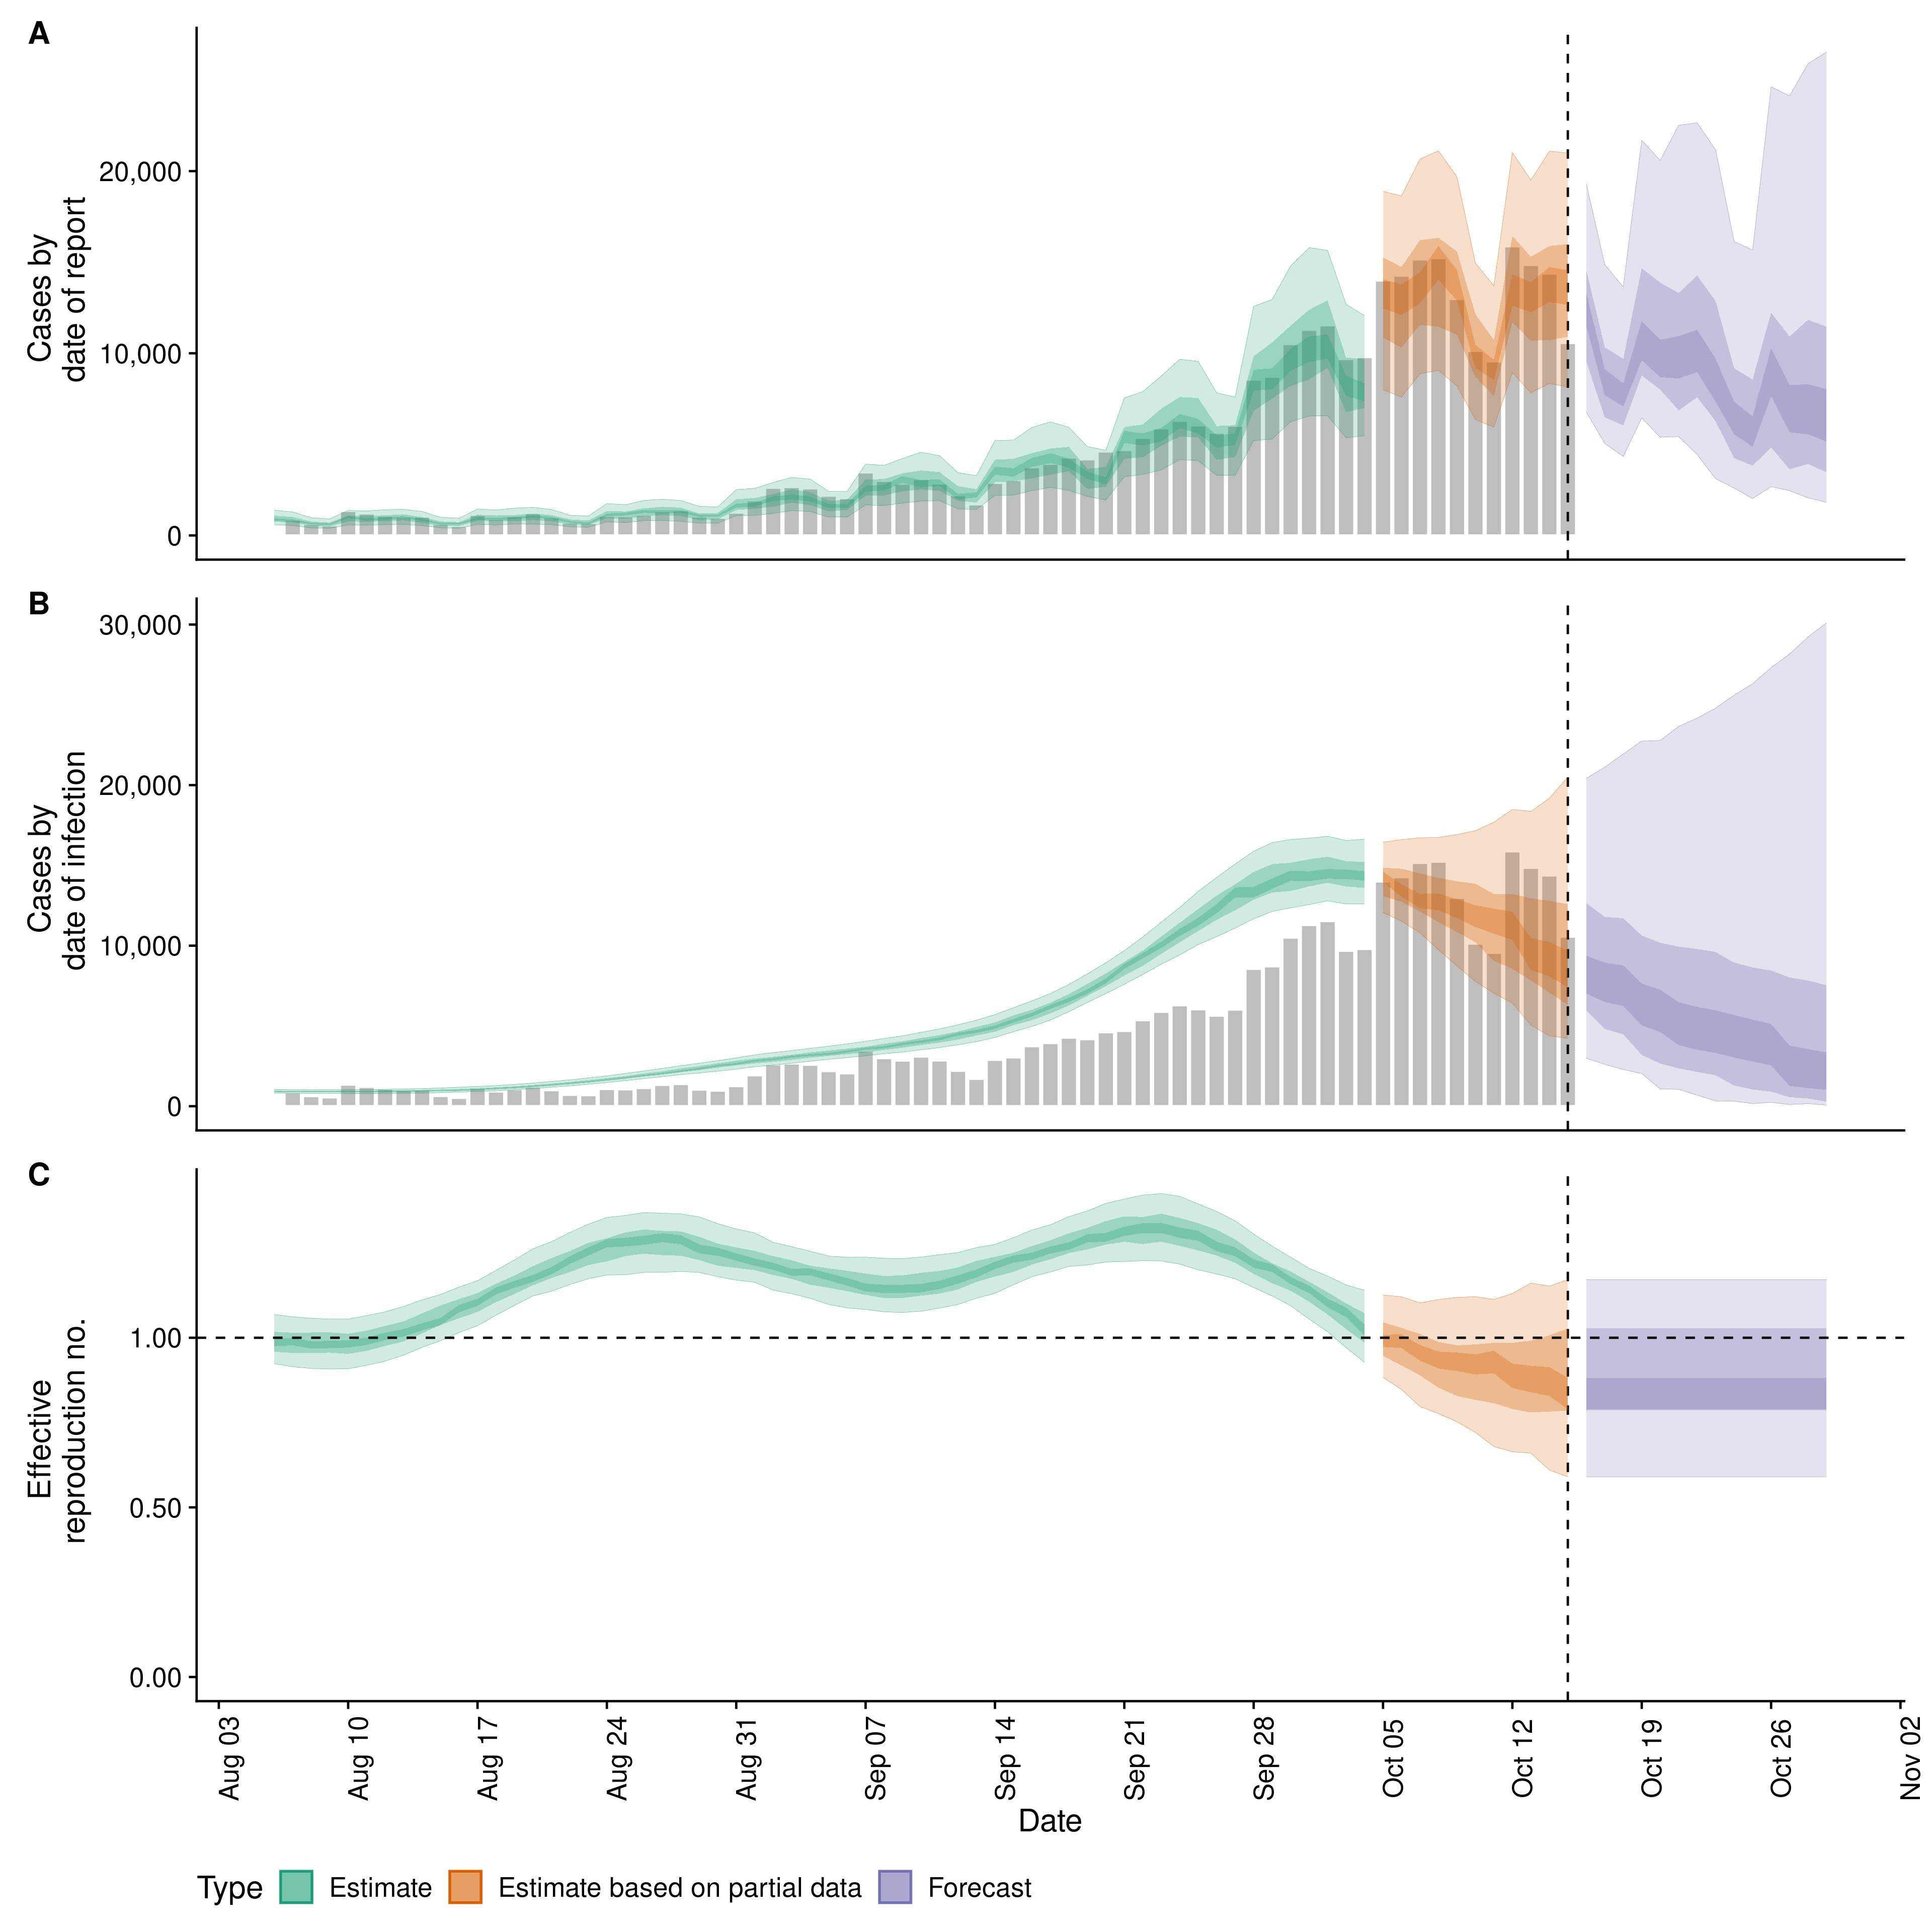 A
Cases by
date of report
20,000
10,000
0
B
Cases by
date of infection
30,000
20,000
10,000
0
C
Effective
reproduction no.
1.00
0.50
0.00
Aug 03
Aug 10
Aug 17
Aug 24
Aug 31
Sep 07
Sep 14
Sep 21
Sep 28
Oct 05
Oct 12
Oct 19
Oct 26
Nov 02
Date
Type Estimate Estimate based on partial data Forecast